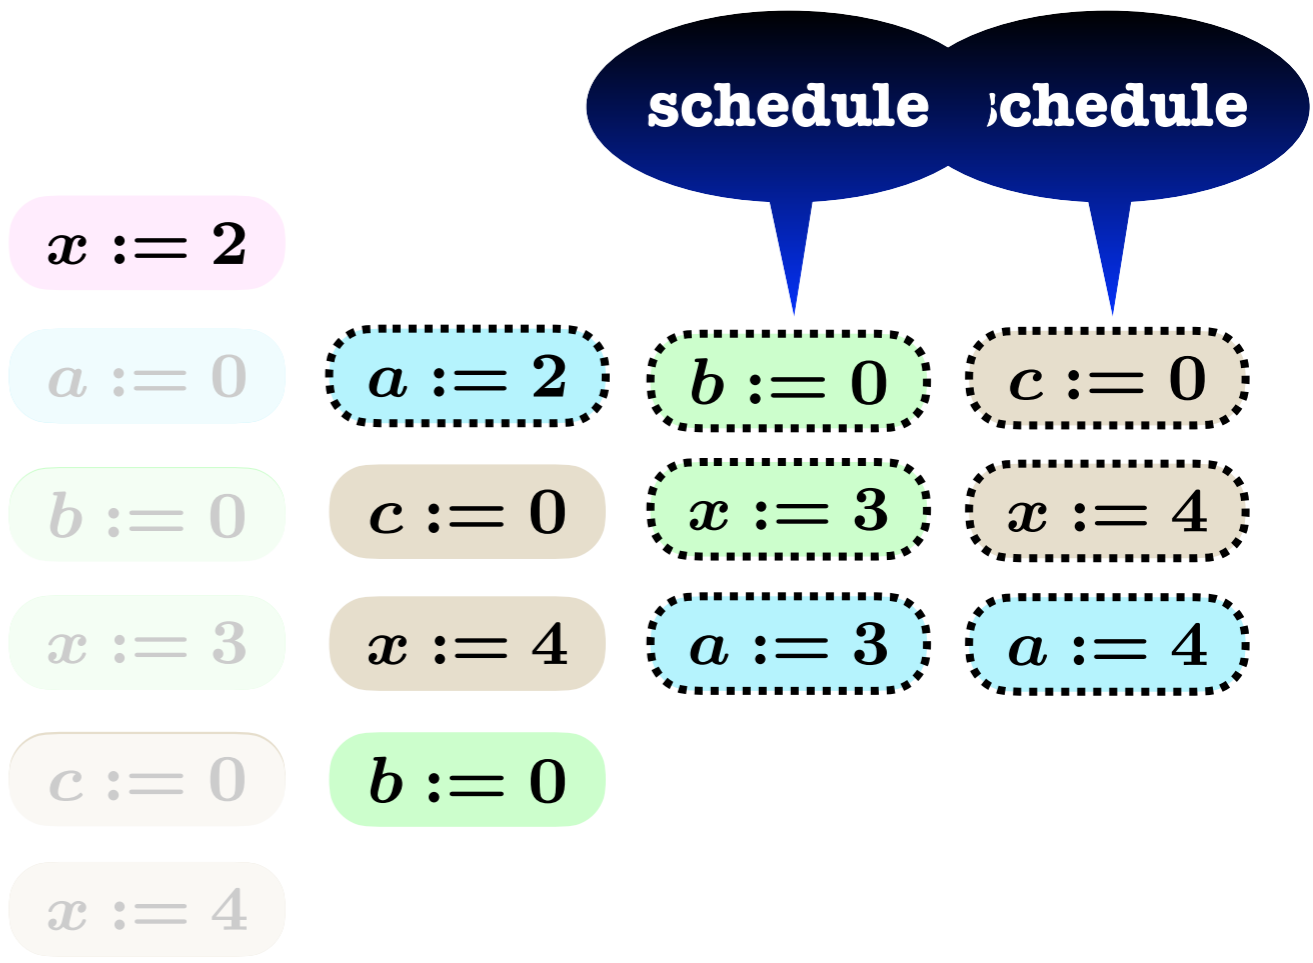 schedule schedule
x := 2
a := 0 a := 2 b := 0 c := 0
b := 0 c := 0 x := 3 x := 4
x := 3 x := 4 a := 3 a := 4
c := 0 b := 0
x := 4